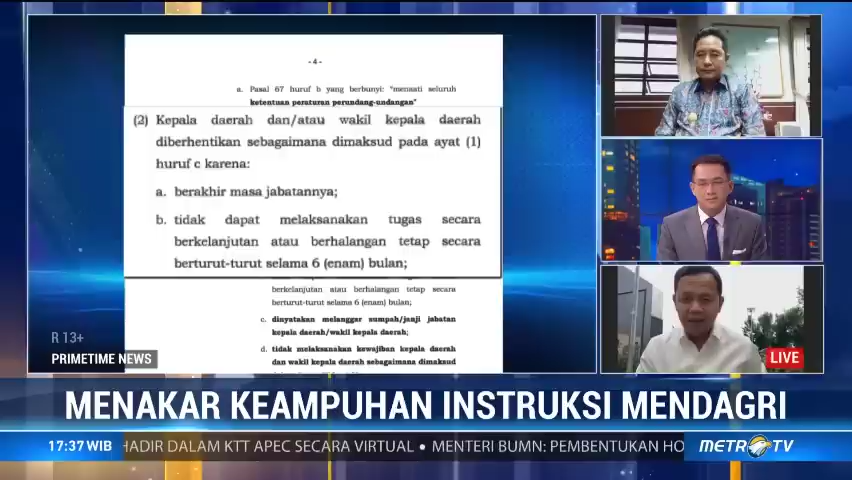 - 4 -
a. Pasal 67 huruf b yang berbunyi: "menaati seluruh
ketentuan peraturan perundang-undangan"
(2) Kepala daerah dan/atau wakil kepala daerah
diberhentikan sebagaimana dimaksud pada ayat (1)
huruf c karena:
a. berakhir masa jabatannya;
b. tidak dapat melaksanakan tugas secara
berkelanjutan atau berhalangan tetap secara
berturut-turut selama 6 (enam) bulan;
berkelanjutan atau berhalangan tetap secara
berturut-turut selama 6 (enam) bulan;
c. dinyatakan melanggar sumpah/janji jabatan
kepala daerah/wakil kepala daerah;
d. tidak melaksanakan kewajiban kepala daerah
dan wakil kepala daerah sebagaimana dimaksud
R 13+
PRIMETIME NEWS
LIVE
MENAKAR KEAMPUHAN INSTRUKSI MENDAGRI
17:37 WIB HADIR DALAM KTT APEC SECARA VIRTUAL • MENTERI BUMN: PEMBENTUKAN HO
METRO TV